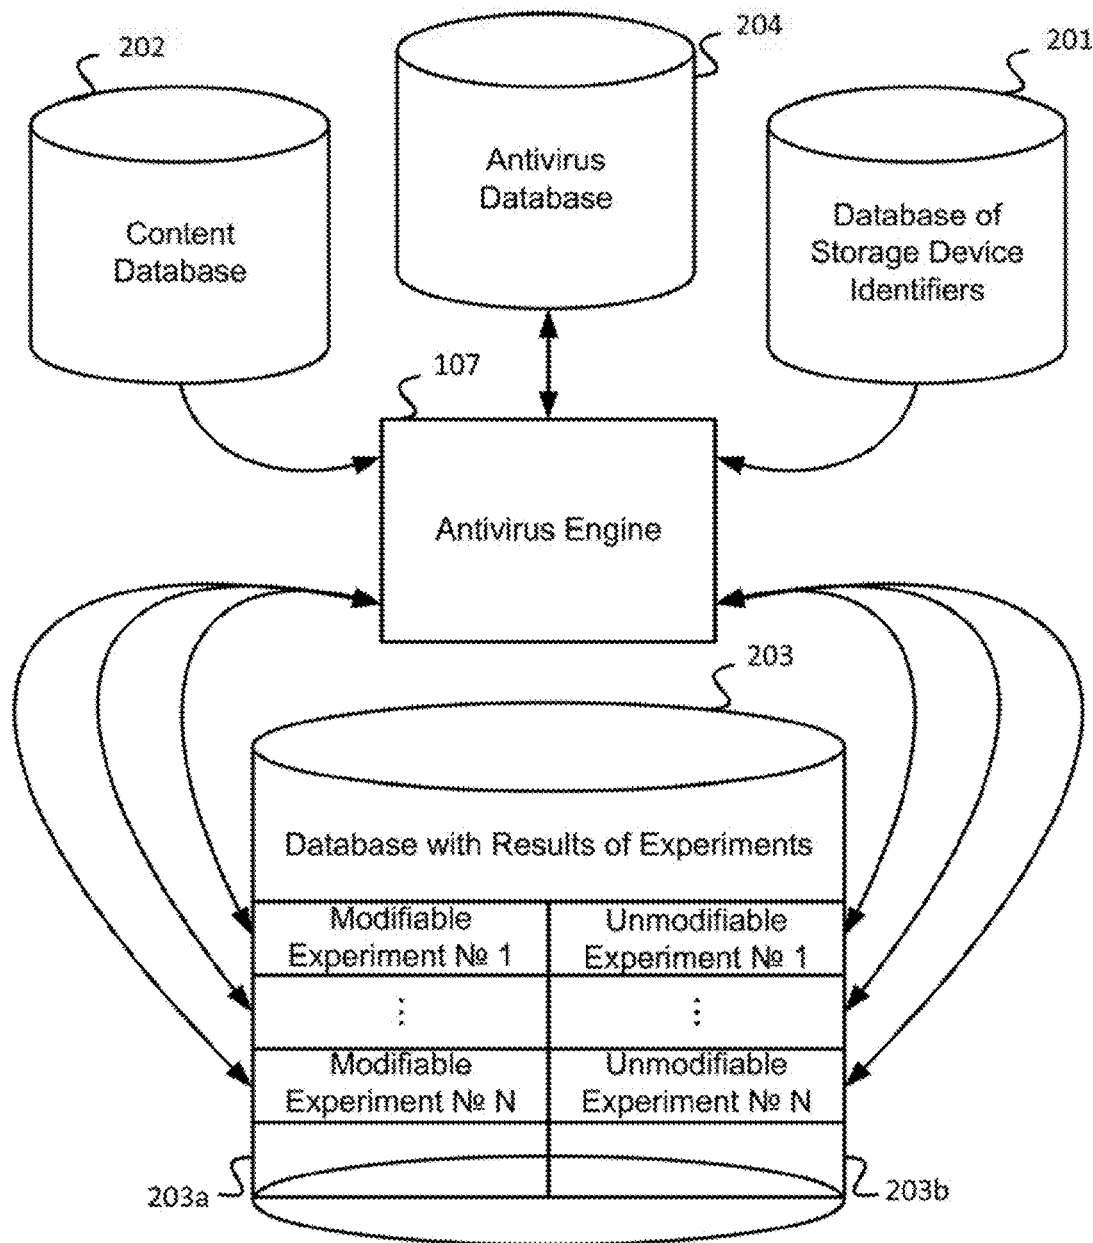 202
204
201
Content
Database
Antivirus
Database
Database of
Storage Device
Identifiers
107
Antivirus Engine
203
Database with Results of Experiments
Modifiable
Experiment № 1
Unmodifiable
Experiment № 1
⋮
⋮
Modifiable
Experiment № N
Unmodifiable
Experiment № N
203a
203b